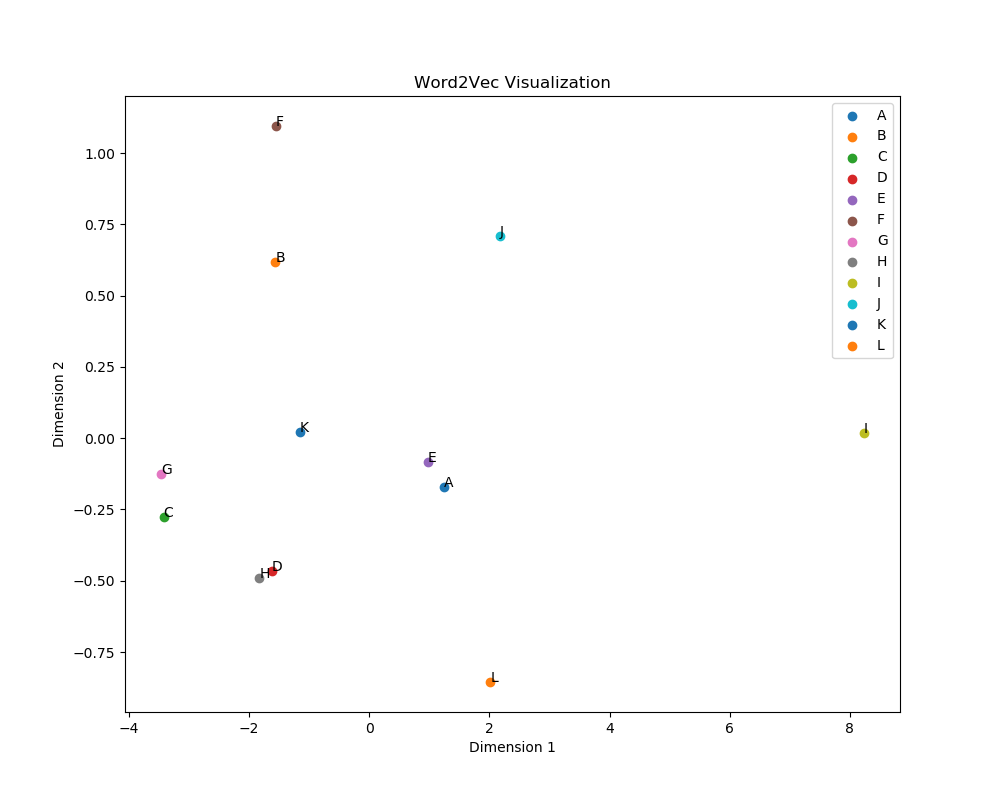 Word2Vec Visualization
F
J
B
K
I
E
G
A
C
D
H
L
A
B
C
D
E
F
G
H
I
J
K
L
1.00
0.75
0.50
0.25
0.00
−0.25
−0.50
−0.75
Dimension 2
−4 −2 0 2 4 6 8
Dimension 1